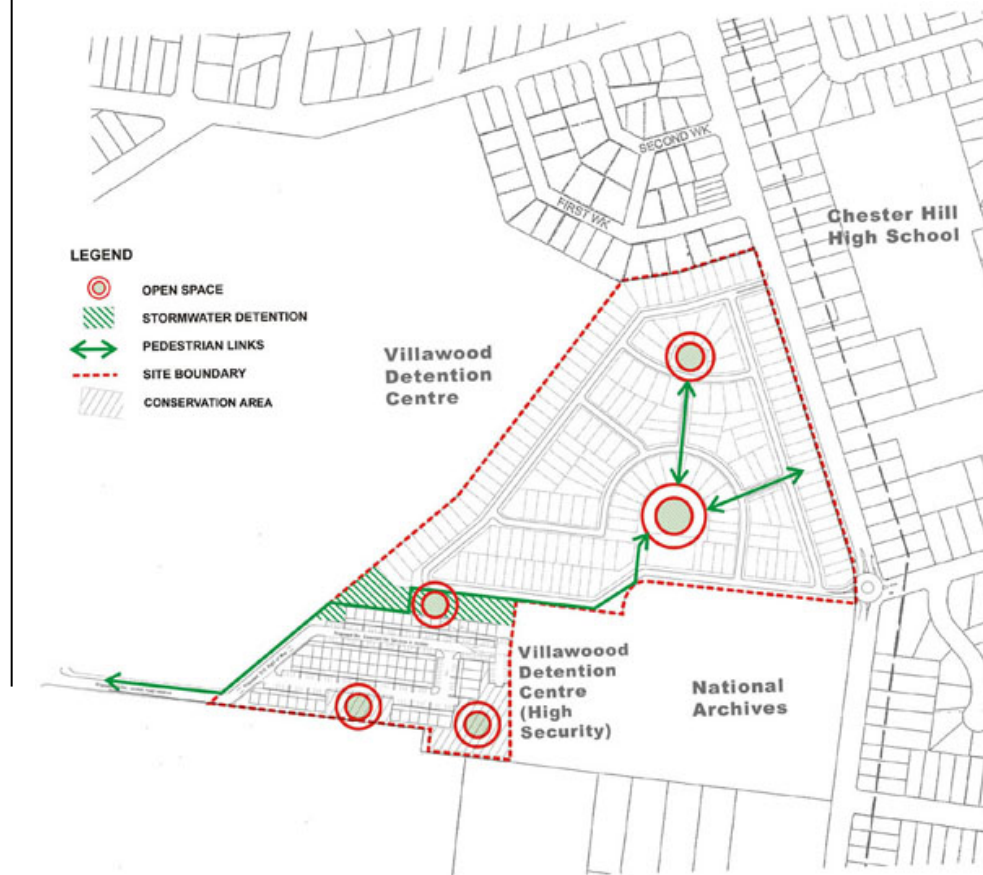 SECOND WK
FIRST WK
Chester Hill
High School
LEGEND
OPEN SPACE
STORMWATER DETENTION
PEDESTRIAN LINKS
SITE BOUNDARY
CONSERVATION AREA
Villawood
Detention
Centre
Villawoood
Detention
Centre
(High
Security)
National
Archives